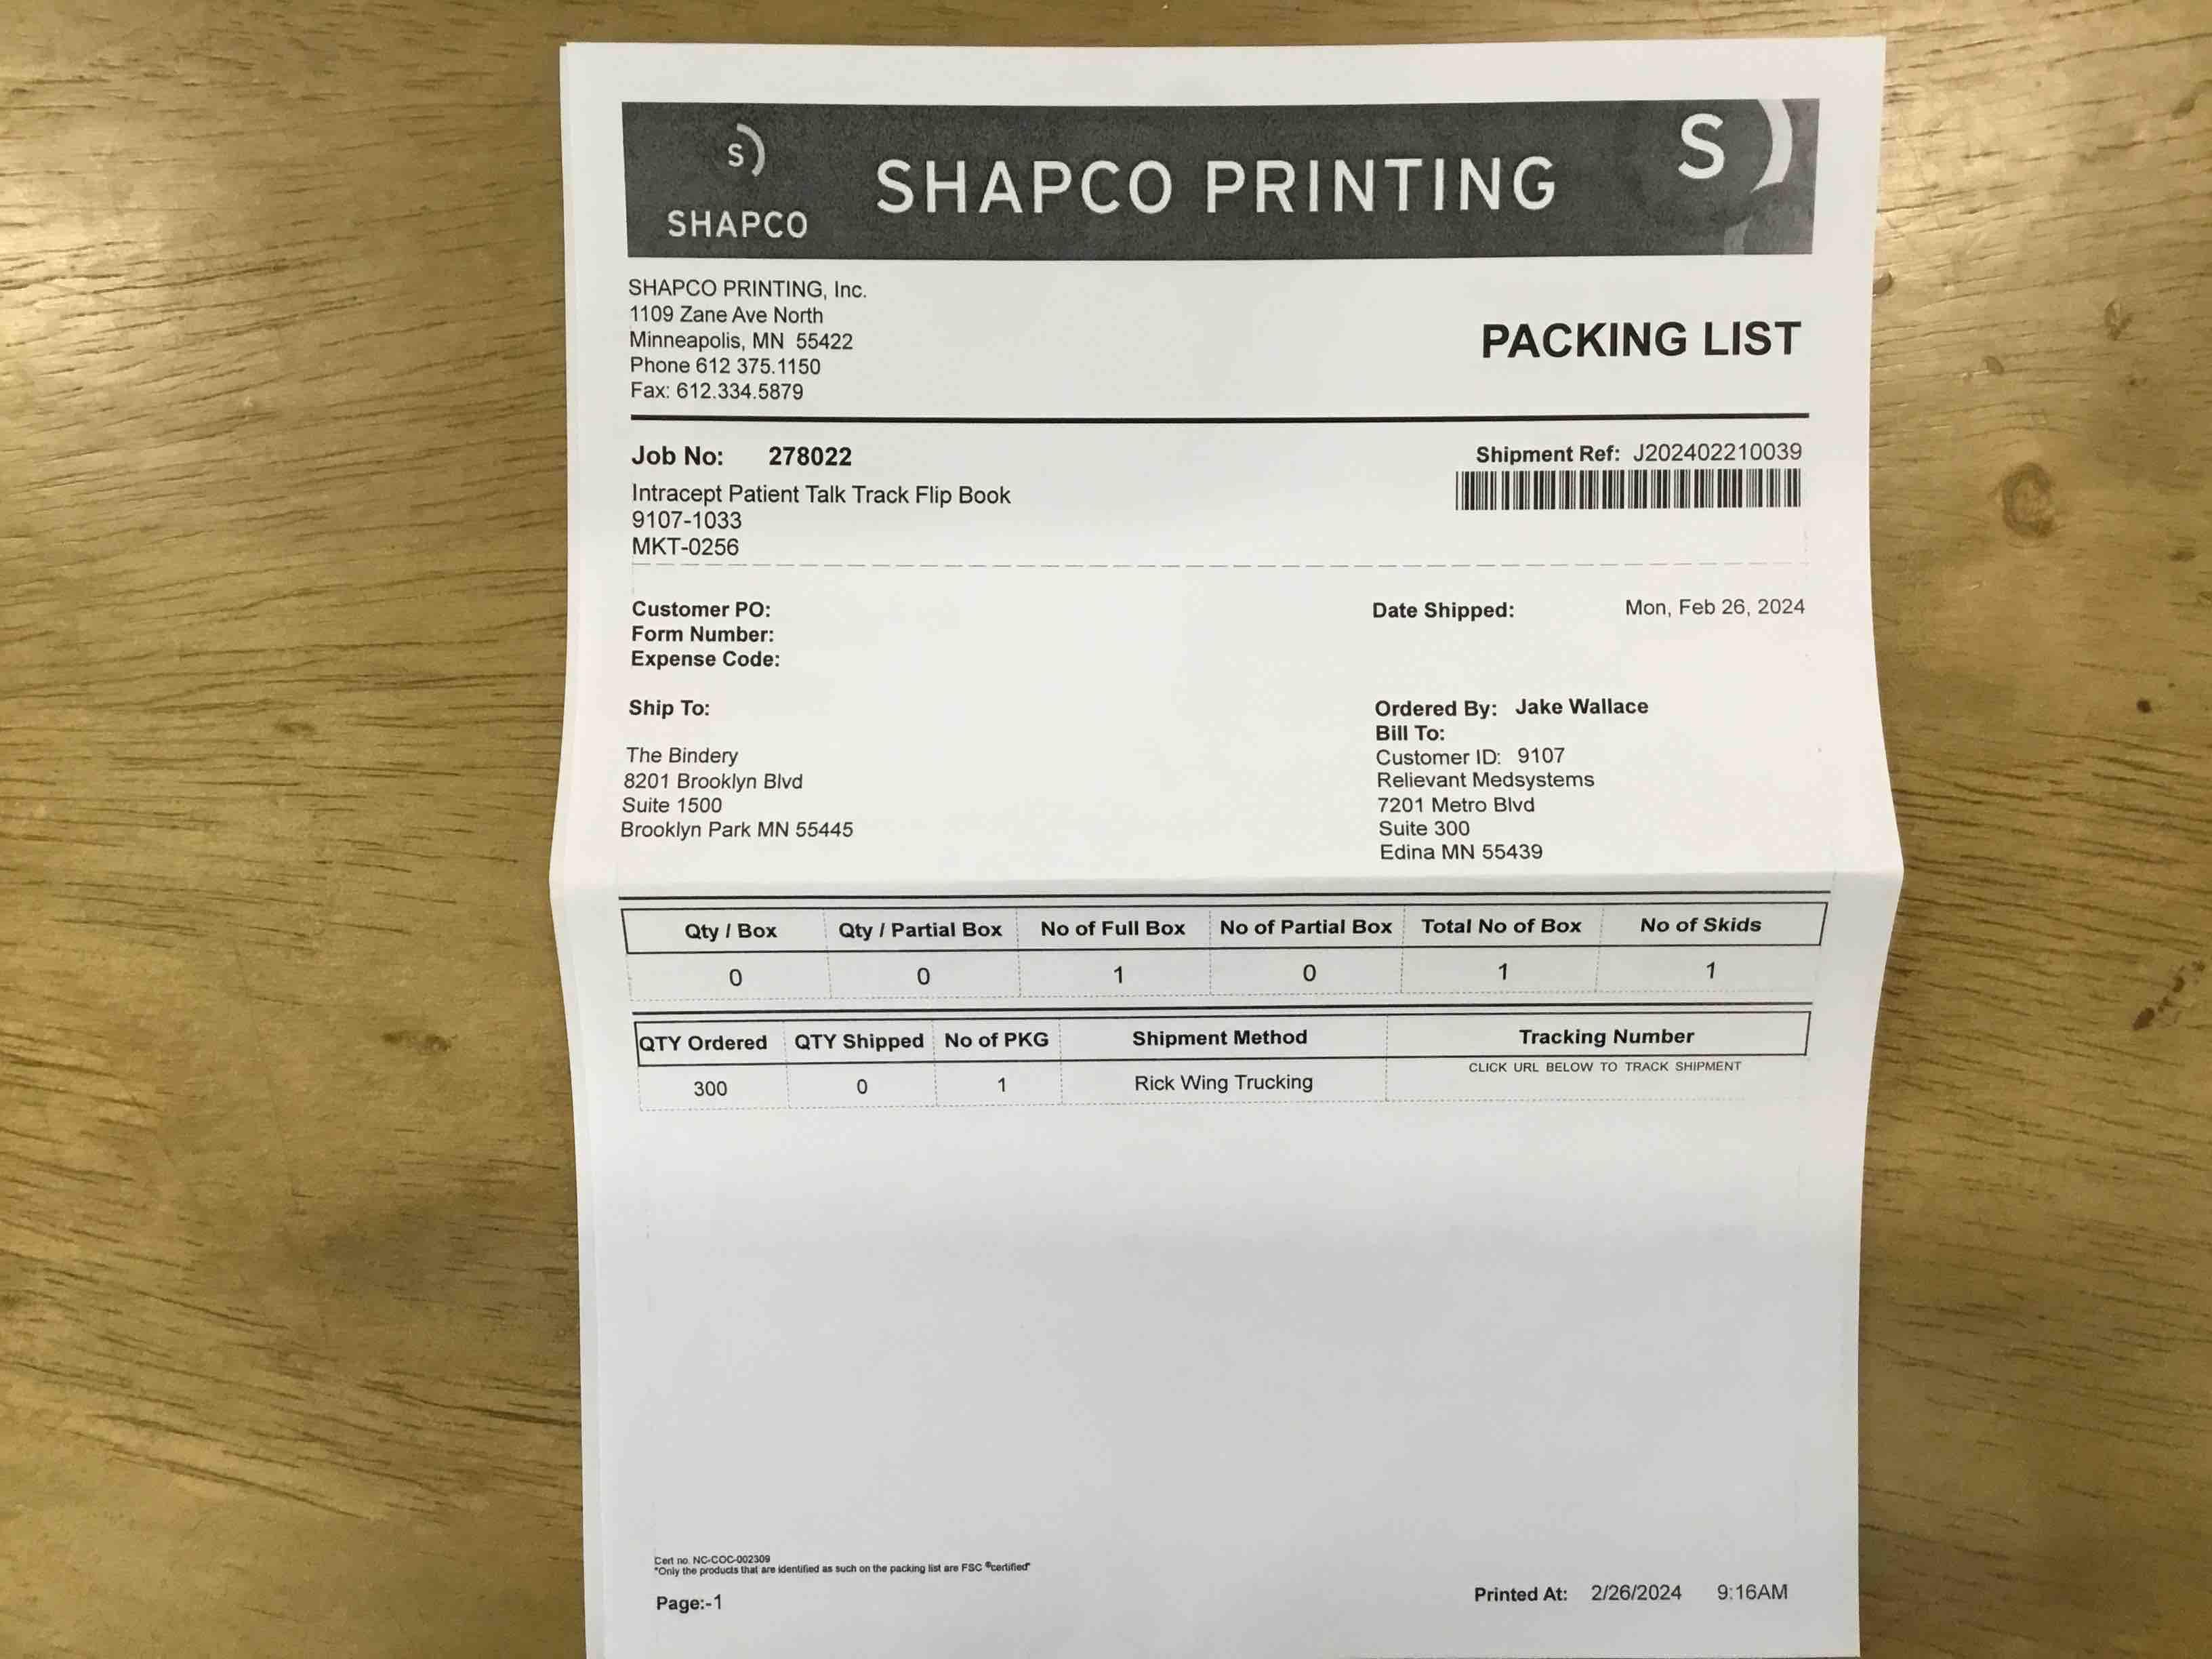 S)
SHAPCO
SHAPCO PRINTING
S)
SHAPCO PRINTING, Inc.
1109 Zane Ave North
Minneapolis, MN 55422
Phone 612 375.1150
Fax: 612.334.5879
PACKING LIST
Job No: 278022
Intracept Patient Talk Track Flip Book
9107-1033
MKT-0256
Shipment Ref: J202402210039
Customer PO:
Form Number:
Expense Code:
Date Shipped: Mon, Feb 26, 2024
Ship To:
The Bindery
8201 Brooklyn Blvd
Suite 1500
Brooklyn Park MN 55445
Ordered By: Jake Wallace
Bill To:
Customer ID: 9107
Relievant Medsystems
7201 Metro Blvd
Suite 300
Edina MN 55439
Qty / Box Qty / Partial Box No of Full Box No of Partial Box Total No of Box No of Skids
0 0 1 0 1 1
QTY Ordered QTY Shipped No of PKG Shipment Method Tracking Number
CLICK URL BELOW TO TRACK SHIPMENT
300 0 1 Rick Wing Trucking
Cert no. NC-COC-002309
"Only the products that are identified as such on the packing list are FSC ®certified"
Page:-1
Printed At: 2/26/2024 9:16AM